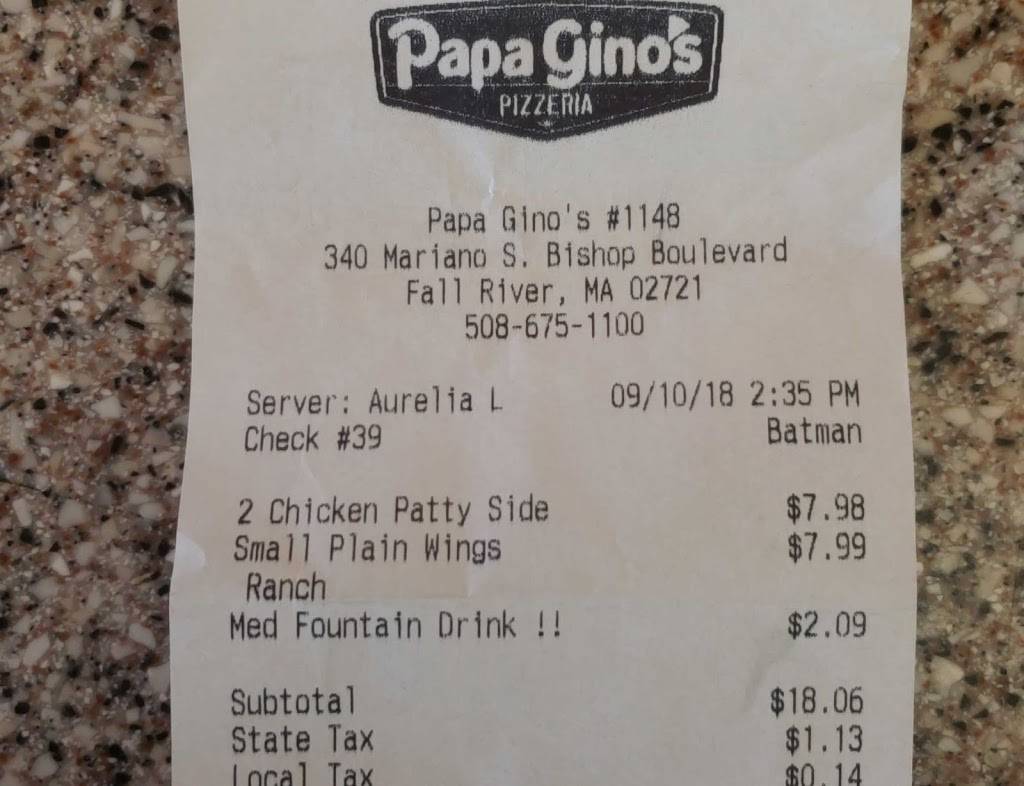 Papa Gino's
PIZZERIA
Papa Gino's #1148
340 Mariano S. Bishop Boulevard
Fall River, MA 02721
508-675-1100
Server: Aurelia L 09/10/18 2:35 PM
Check #39 Batman
2 Chicken Patty Side $7.98
Small Plain Wings $7.99
Ranch
Med Fountain Drink !! $2.09
Subtotal $18.06
State Tax $1.13
Local Tax $0.14